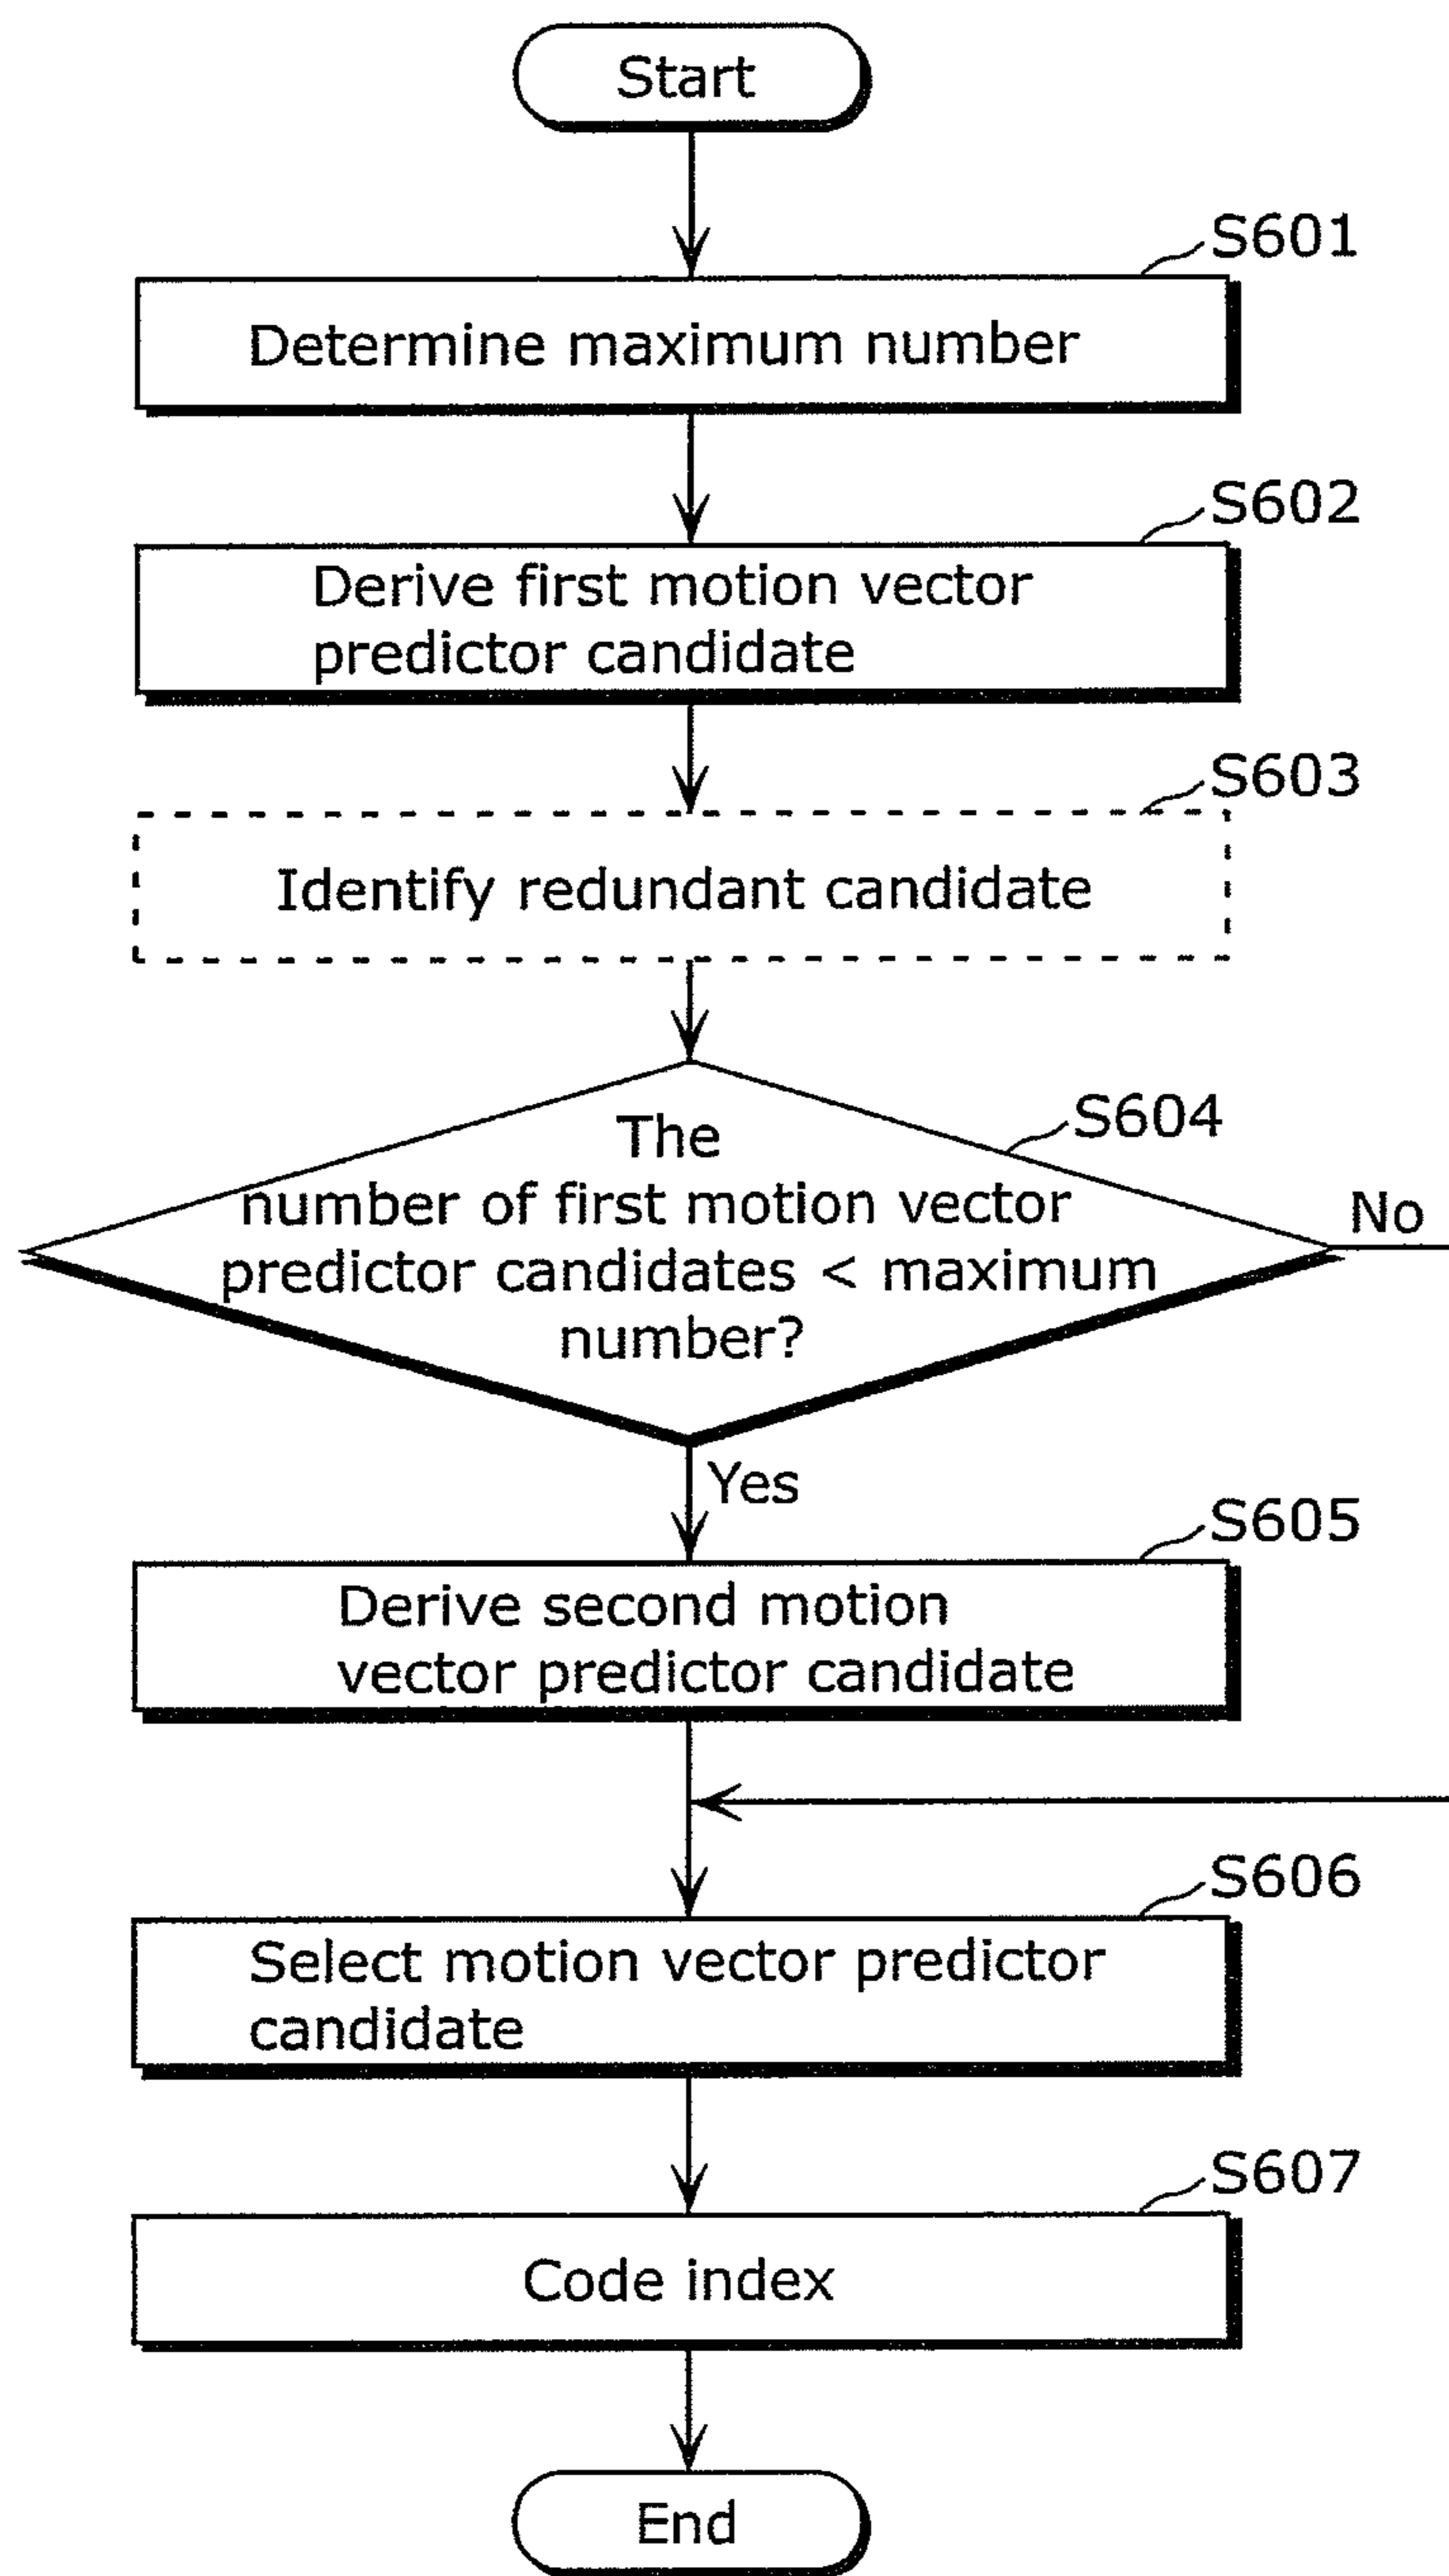 Start
S601
Determine maximum number
S602
Derive first motion vector
predictor candidate
S603
Identify redundant candidate
S604
The
number of first motion vector
predictor candidates < maximum
number?
No
Yes
S605
Derive second motion
vector predictor candidate
S606
Select motion vector predictor
candidate
S607
Code index
End